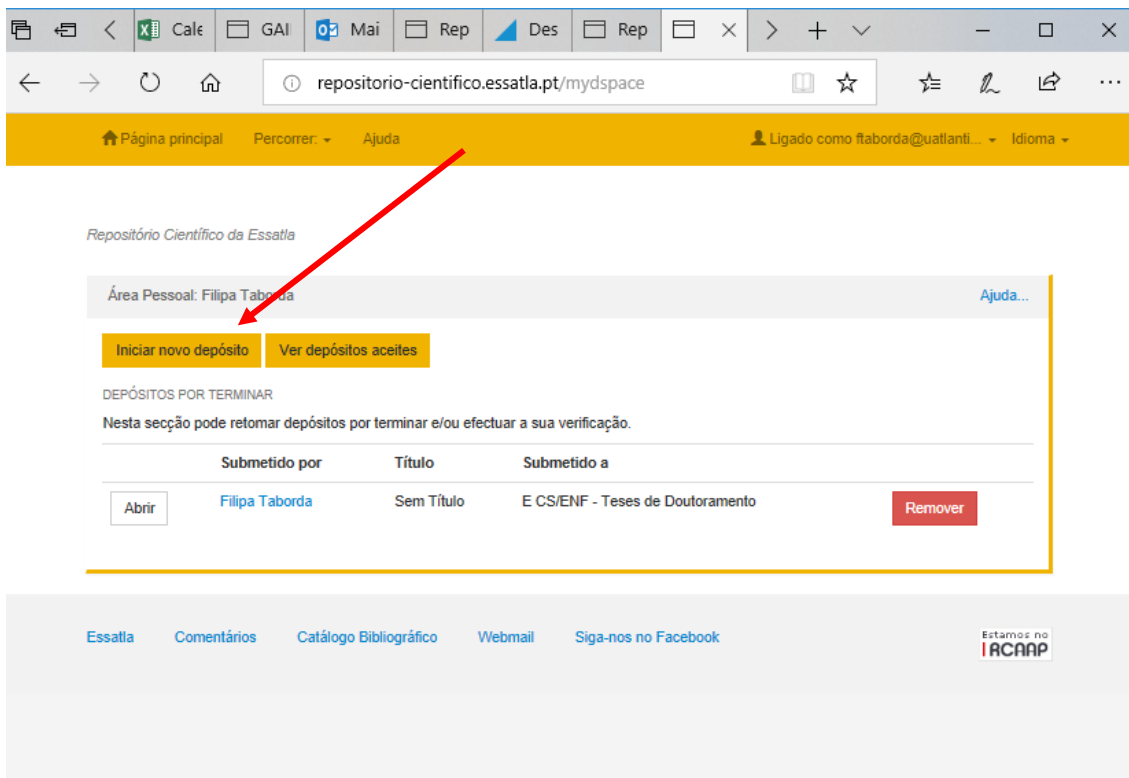 Cale GAI Mai Rep Des Rep
repositorio-cientifico.essatla.pt/mydspace
Página principal Percorrer: Ajuda Ligado como ftaborda@uatlanti... Idioma
Repositório Científico da Essatla
Área Pessoal: Filipa Taborda Ajuda...
Iniciar novo depósito Ver depósitos aceites
DEPÓSITOS POR TERMINAR
Nesta secção pode retomar depósitos por terminar e/ou efectuar a sua verificação.
Submetido por Título Submetido a
Abrir Filipa Taborda Sem Título E CS/ENF - Teses de Doutoramento Remover
Essatla Comentários Catálogo Bibliográfico Webmail Siga-nos no Facebook Estamos no
RCAAP